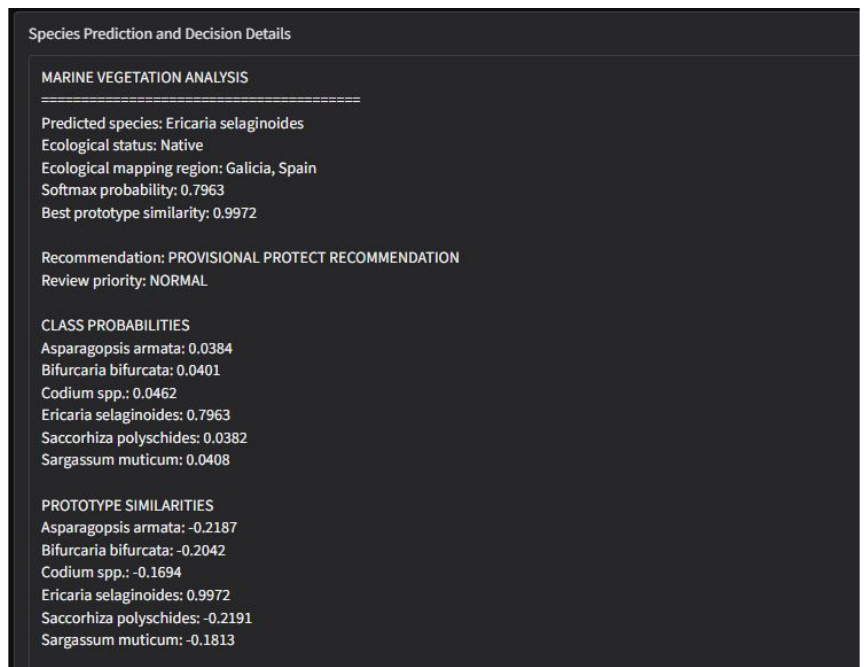 Species Prediction and Decision Details
MARINE VEGETATION ANALYSIS
========================================
Predicted species: Ericaria selaginoides
Ecological status: Native
Ecological mapping region: Galicia, Spain
Softmax probability: 0.7963
Best prototype similarity: 0.9972
Recommendation: PROVISIONAL PROTECT RECOMMENDATION
Review priority: NORMAL
CLASS PROBABILITIES
Asparagopsis armata: 0.0384
Bifurcaria bifurcata: 0.0401
Codium spp.: 0.0462
Ericaria selaginoides: 0.7963
Saccorhiza polyschides: 0.0382
Sargassum muticum: 0.0408
PROTOTYPE SIMILARITIES
Asparagopsis armata: -0.2187
Bifurcaria bifurcata: -0.2042
Codium spp.: -0.1694
Ericaria selaginoides: 0.9972
Saccorhiza polyschides: -0.2191
Sargassum muticum: -0.1813